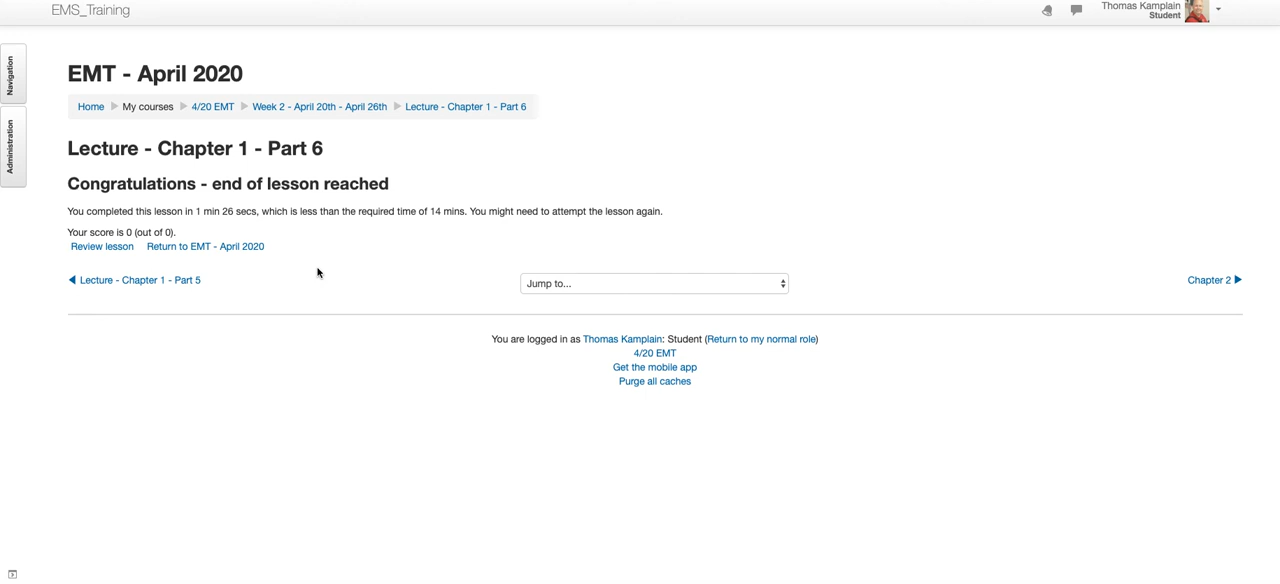 EMS_Training
Thomas Kamplain
Student
Navigation
Administration
EMT - April 2020
Home My courses 4/20 EMT Week 2 - April 20th - April 26th Lecture - Chapter 1 - Part 6
Lecture - Chapter 1 - Part 6
Congratulations - end of lesson reached
You completed this lesson in 1 min 26 secs, which is less than the required time of 14 mins. You might need to attempt the lesson again.
Your score is 0 (out of 0).
Review lesson Return to EMT - April 2020
Lecture - Chapter 1 - Part 5 Jump to... Chapter 2
You are logged in as Thomas Kamplain: Student (Return to my normal role)
4/20 EMT
Get the mobile app
Purge all caches